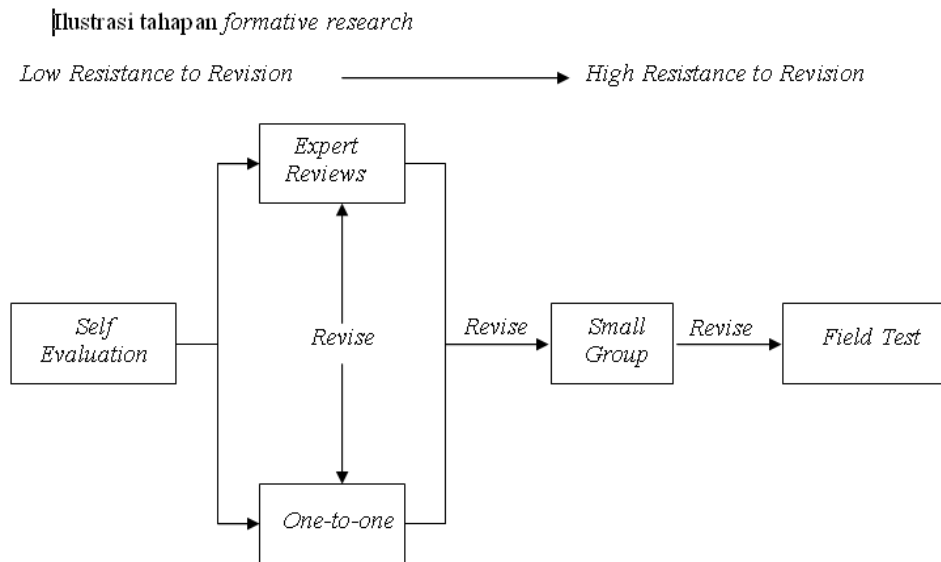 Ilustrasi tahapan formative research
Low Resistance to Revision
High Resistance to Revision
Expert
Reviews
Self
Evaluation
Revise
Revise
Small
Group
Revise
Field Test
One-to-one